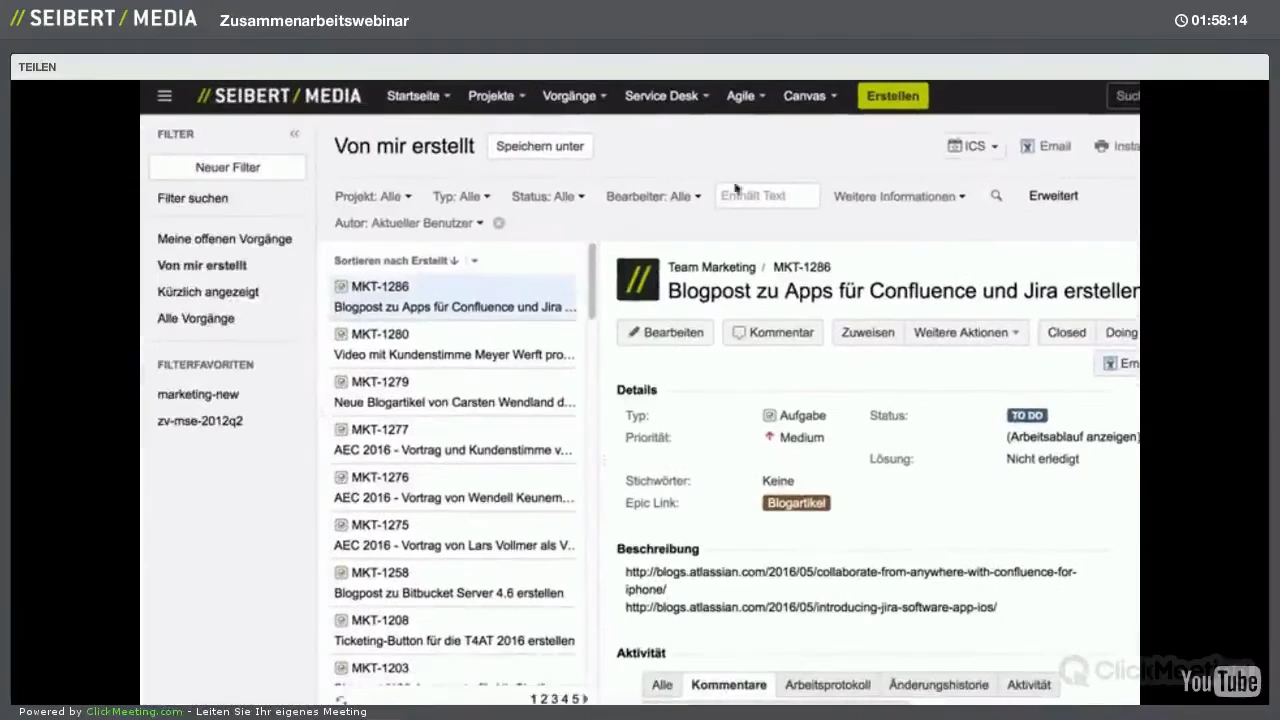 // SEIBERT / MEDIA Zusammenarbeitswebinar 01:58:14
TEILEN
// SEIBERT / MEDIA Startseite Projekte Vorgänge Service Desk Agile Canvas Erstellen Such
FILTER
Neuer Filter
Filter suchen
Meine offenen Vorgänge
Von mir erstellt
Kürzlich angezeigt
Alle Vorgänge
FILTERFAVORITEN
marketing-new
zv-mse-2012q2
Von mir erstellt Speichern unter ICS Email Insta
Projekt: Alle Typ: Alle Status: Alle Bearbeiter: Alle Enthält Text Weitere Informationen Erweitert
Autor: Aktueller Benutzer
Sortieren nach Erstellt
MKT-1286
Blogpost zu Apps für Confluence und Jira ...
MKT-1280
Video mit Kundenstimme Meyer Werft pro...
MKT-1279
Neue Blogartikel von Carsten Wendland d...
MKT-1277
AEC 2016 - Vortrag und Kundenstimme v...
MKT-1276
AEC 2016 - Vortrag von Wendell Keunem...
MKT-1275
AEC 2016 - Vortrag von Lars Vollmer als V..
MKT-1258
Blogpost zu Bitbucket Server 4.6 erstellen
MKT-1208
Ticketing-Button für die T4AT 2016 erstellen
MKT-1203
1 2 3 4 5
Team Marketing / MKT-1286
Blogpost zu Apps für Confluence und Jira erstellen
Bearbeiten Kommentar Zuweisen Weitere Aktionen Closed Doing
Em
Details
Typ: Aufgabe Status: TO DO
Priorität: Medium (Arbeitsablauf anzeigen)
Lösung: Nicht erledigt
Stichwörter: Keine
Epic Link: Blogartikel
Beschreibung
http://blogs.atlassian.com/2016/05/collaborate-from-anywhere-with-confluence-for-
iphone/
http://blogs.atlassian.com/2016/05/introducing-jira-software-app-ios/
Aktivität
Alle Kommentare Arbeitsprotokoll Änderungshistorie Aktivität
ClickMeeting
YouTube
Powered by ClickMeeting.com - Leiten Sie Ihr eigenes Meeting